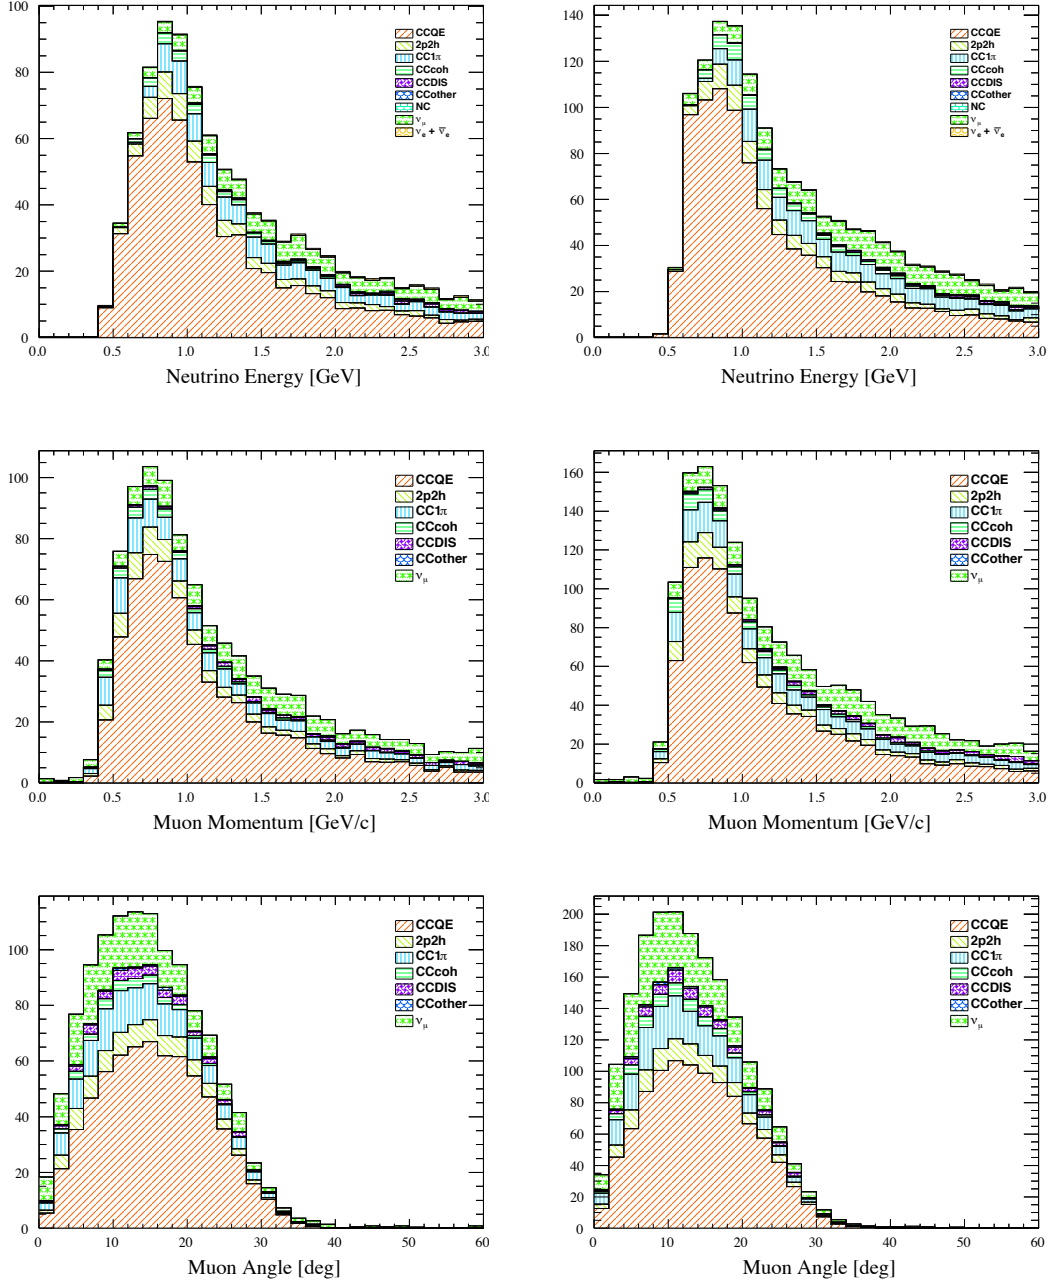 100
80
60
40
20
0
0.0 0.5 1.0 1.5 2.0 2.5 3.0
Neutrino Energy [GeV]
CCQE
2p2h
CC1π
CCcoh
CCDIS
CCother
NC
ν_μ
ν_e + ν̅_e
140
120
100
80
60
40
20
0
0.0 0.5 1.0 1.5 2.0 2.5 3.0
Neutrino Energy [GeV]
CCQE
2p2h
CC1π
CCcoh
CCDIS
CCother
NC
ν_μ
ν_e + ν̅_e
100
80
60
40
20
0
0.0 0.5 1.0 1.5 2.0 2.5 3.0
Muon Momentum [GeV/c]
CCQE
2p2h
CC1π
CCcoh
CCDIS
CCother
ν_μ
160
140
120
100
80
60
40
20
0
0.0 0.5 1.0 1.5 2.0 2.5 3.0
Muon Momentum [GeV/c]
CCQE
2p2h
CC1π
CCcoh
CCDIS
CCother
ν_μ
100
80
60
40
20
0
0 10 20 30 40 50 60
Muon Angle [deg]
CCQE
2p2h
CC1π
CCcoh
CCDIS
CCother
ν_μ
200
180
160
140
120
100
80
60
40
20
0
0 10 20 30 40 50 60
Muon Angle [deg]
CCQE
2p2h
CC1π
CCcoh
CCDIS
CCother
ν_μ